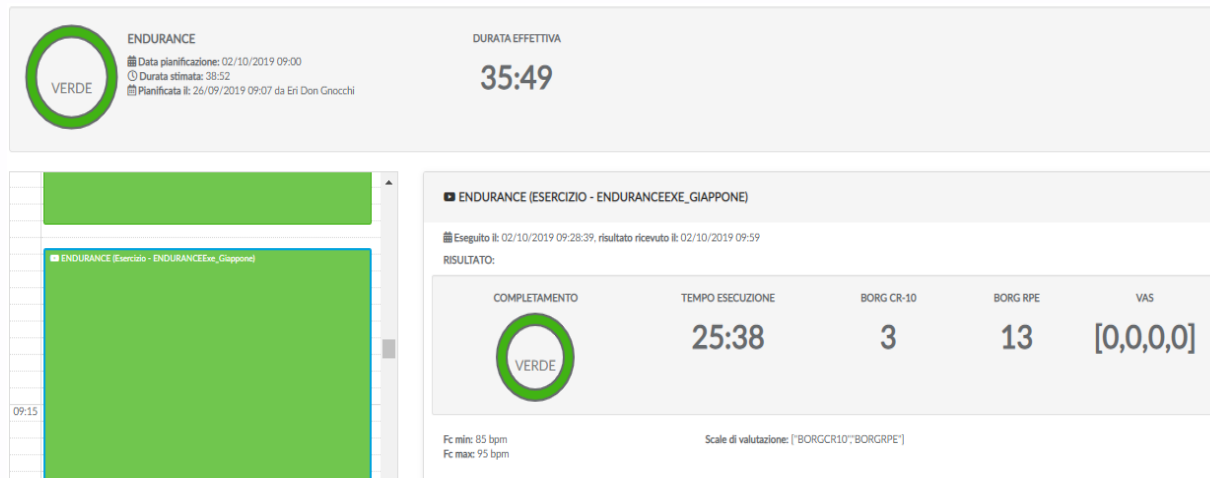 ENDURANCE
Data pianificazione: 02/10/2019 09:00
Durata stimata: 38:52
Pianificata il: 26/09/2019 09:07 da Eri Don Gnocchi
VERDE
DURATA EFFETTIVA
35:49
ENDURANCE (Esercizio - ENDURANCEExe_Giappone)
09:15
ENDURANCE (ESERCIZIO - ENDURANCEEXE_GIAPPONE)
Eseguito il: 02/10/2019 09:28:39, risultato ricevuto il: 02/10/2019 09:59
RISULTATO:
COMPLETAMENTO TEMPO ESECUZIONE BORG CR-10 BORG RPE VAS
VERDE 25:38 3 13 [0,0,0,0]
Fc min: 85 bpm Scale di valutazione: ["BORGCR10","BORGRPE"]
Fc max: 95 bpm